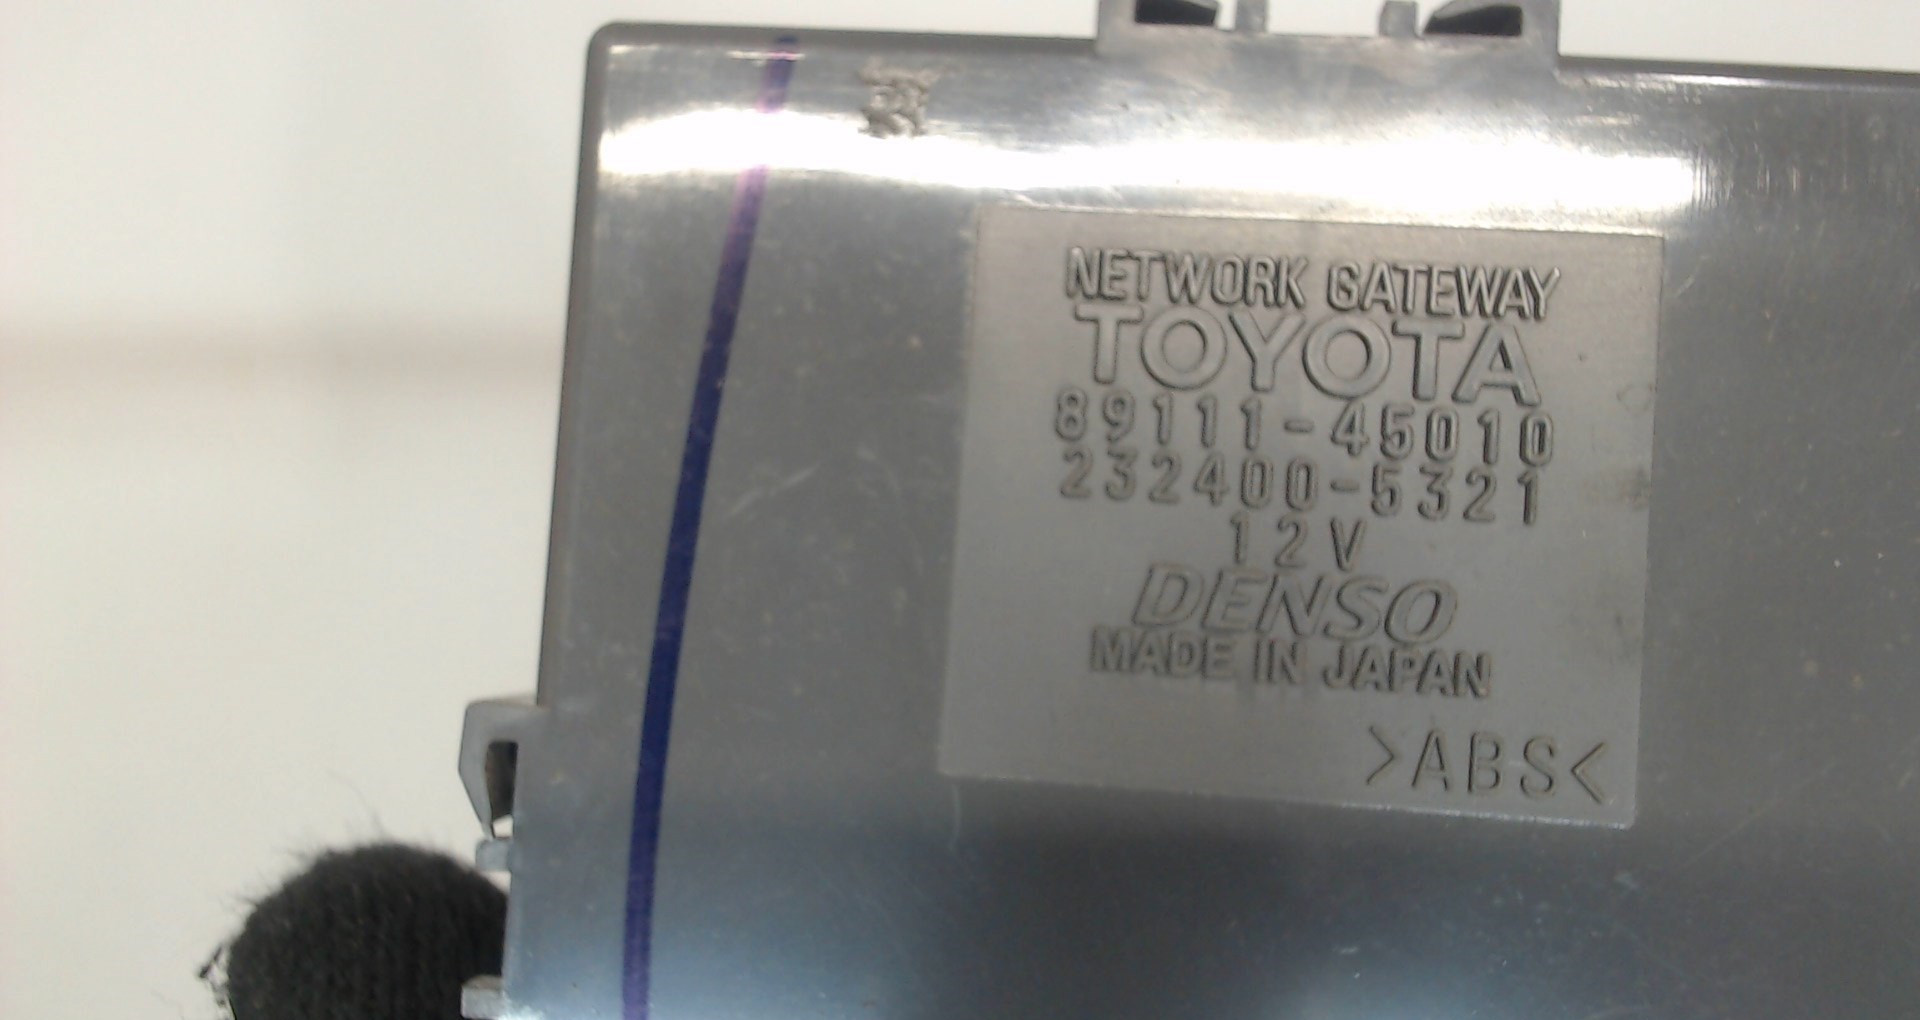 NETWORK GATEWAY
TOYOTA
89111-45010
232400-5321
12V
DENSO
MADE IN JAPAN
>ABS<